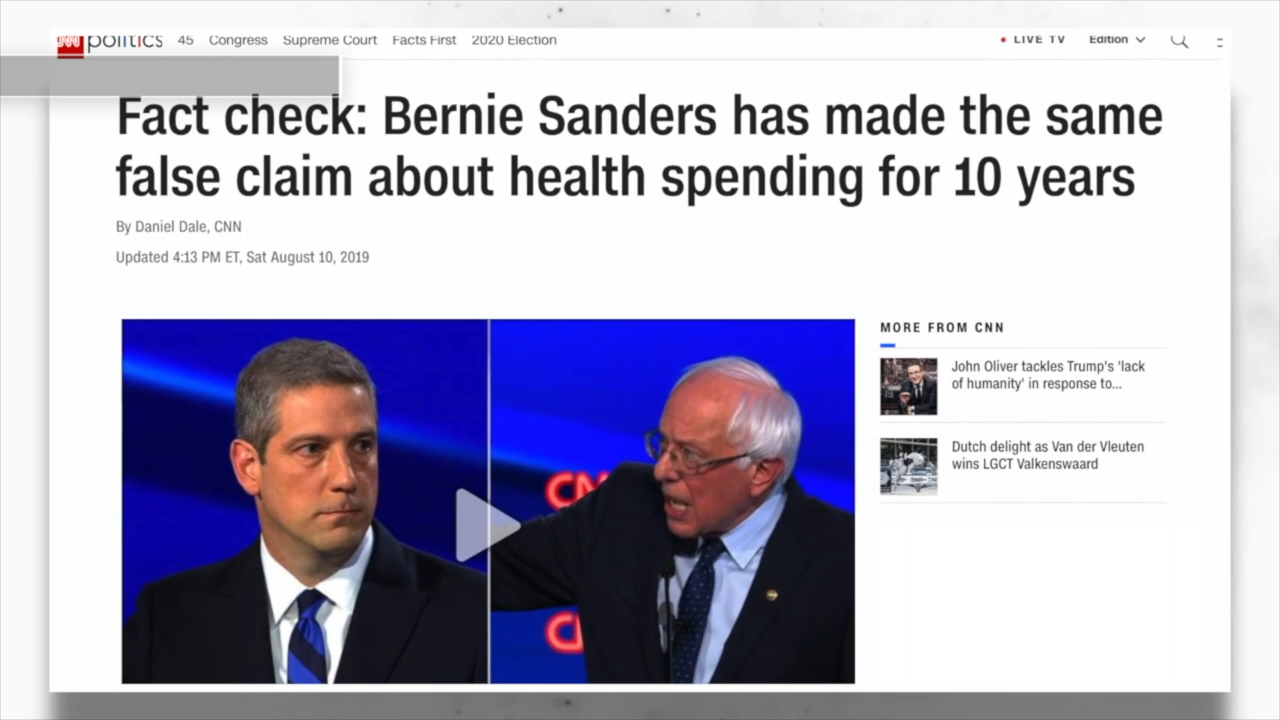 CNN politics 45 Congress Supreme Court Facts First 2020 Election • LIVE TV Edition
Fact check: Bernie Sanders has made the same
false claim about health spending for 10 years
By Daniel Dale, CNN
Updated 4:13 PM ET, Sat August 10, 2019
MORE FROM CNN
John Oliver tackles Trump's 'lack
of humanity' in response to...
Dutch delight as Van der Vleuten
wins LGCT Valkenswaard